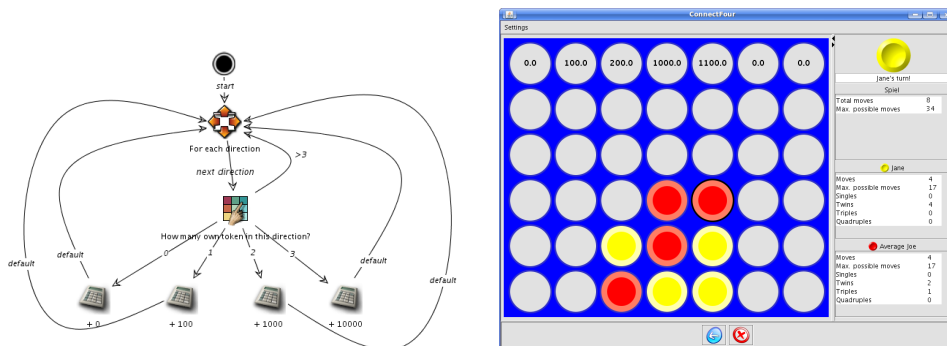 start
For each direction
next direction
>3
How many own token in this direction?
0
1
2
3
default
default
default
default
+ 0
+ 100
+ 1000
+ 10000
ConnectFour
Settings
0.0
100.0
200.0
1000.0
1100.0
0.0
0.0
Jane's turn!
Spiel
Total moves 8
Max. possible moves 34
Jane
Moves 4
Max. possible moves 17
Singles 0
Twins 4
Triples 0
Quadruples 0
Average Joe
Moves 4
Max. possible moves 17
Singles 0
Twins 2
Triples 1
Quadruples 0